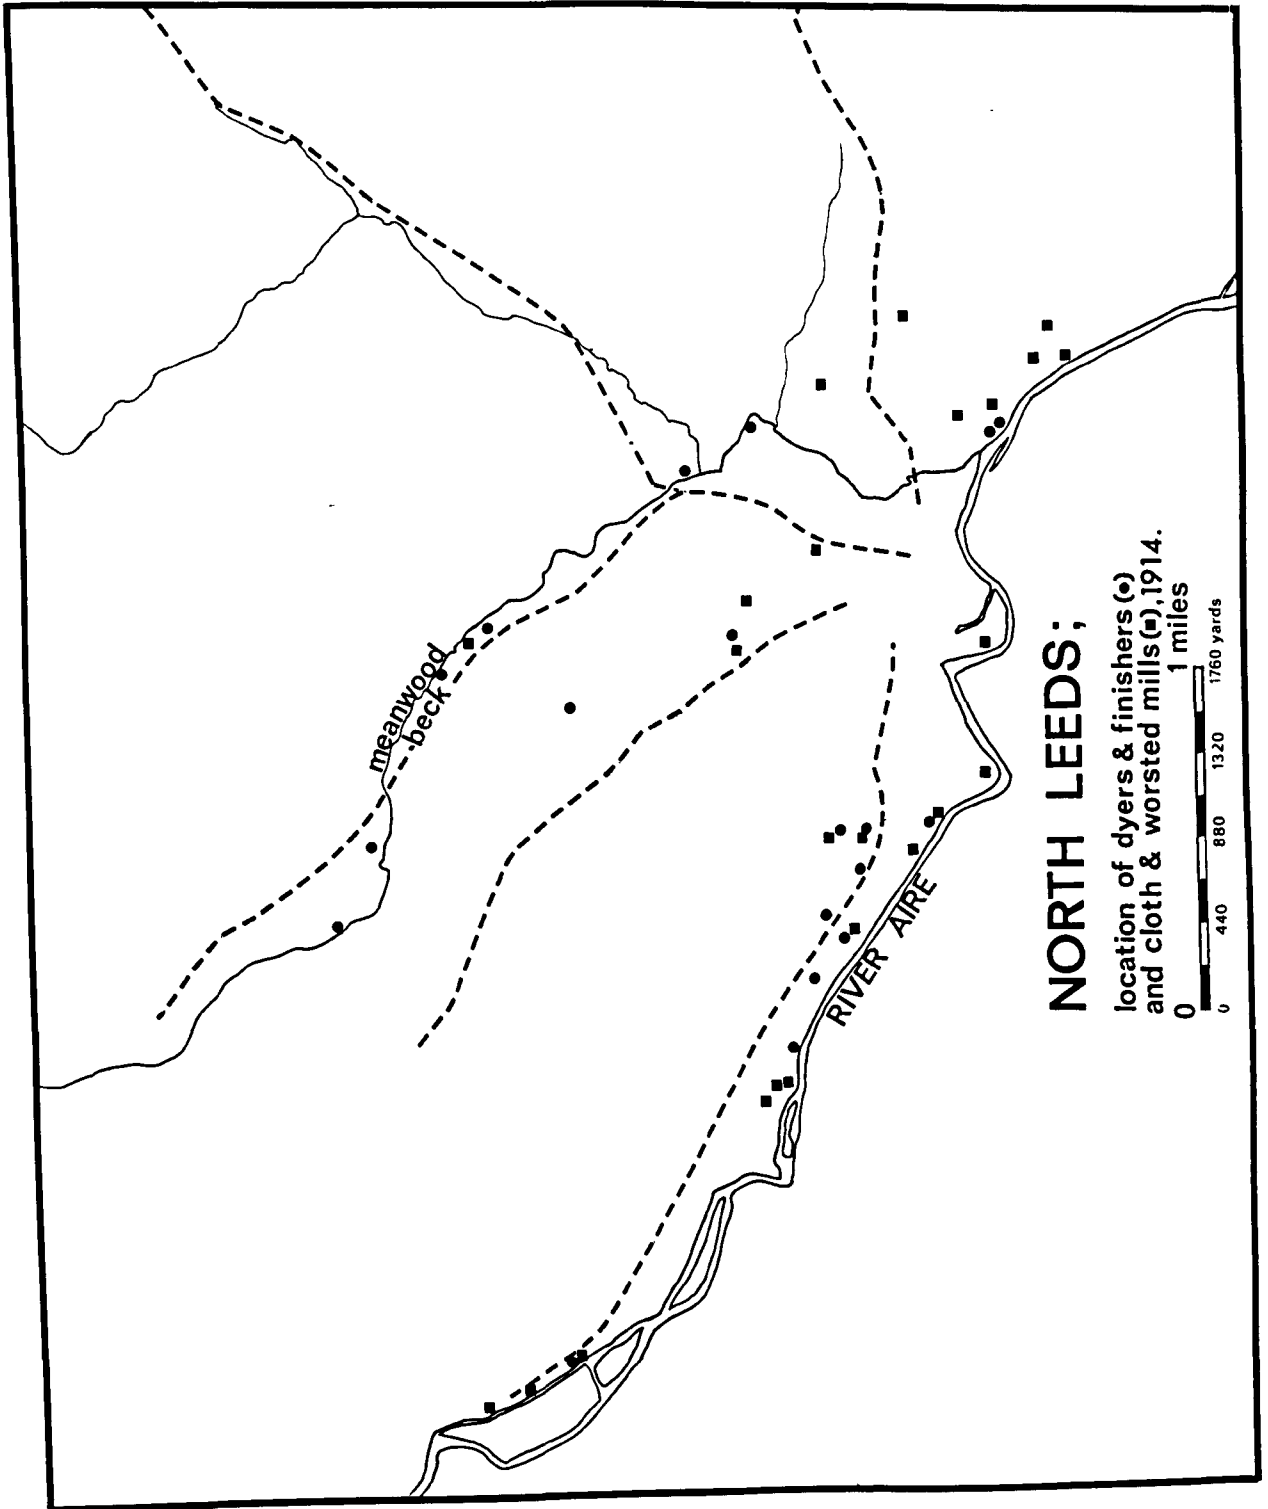 meanwood
beck
RIVER AIRE
NORTH LEEDS;
location of dyers & finishers (●)
and cloth & worsted mills (■), 1914.
0 1 miles
0 440 880 1320 1760 yards